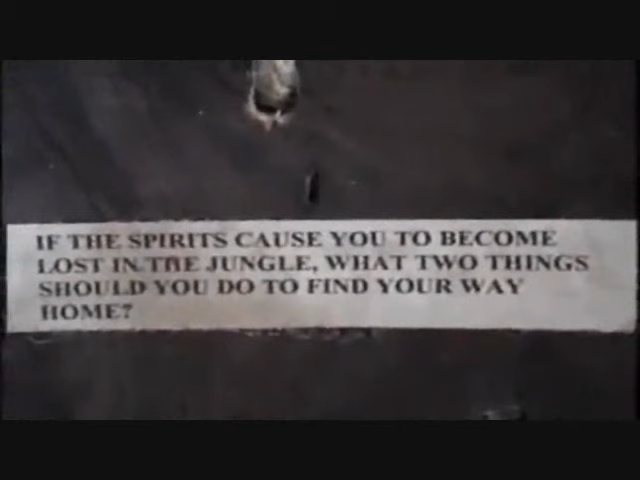 IF THE SPIRITS CAUSE YOU TO BECOME
LOST IN THE JUNGLE, WHAT TWO THINGS
SHOULD YOU DO TO FIND YOUR WAY
HOME?